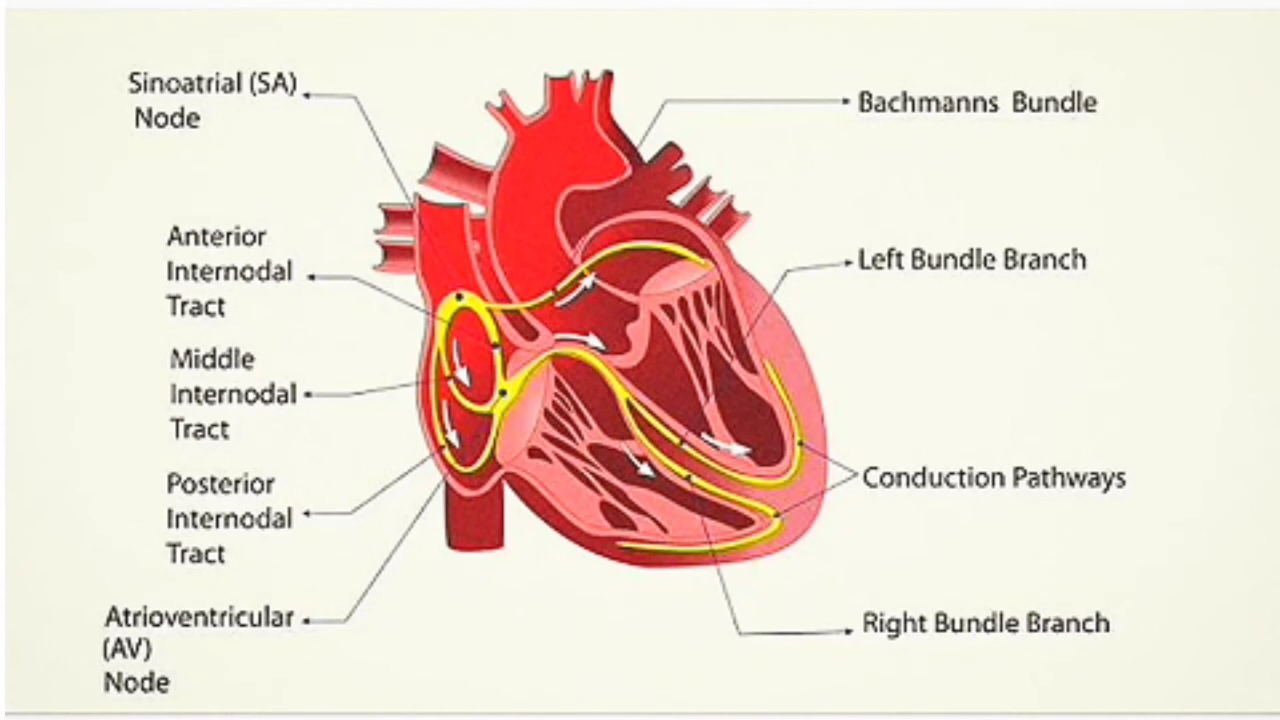 Sinoatrial (SA)
Node
Anterior
Internodal
Tract
Middle
Internodal
Tract
Posterior
Internodal
Tract
Atrioventricular
(AV)
Node
Bachmanns Bundle
Left Bundle Branch
Conduction Pathways
Right Bundle Branch